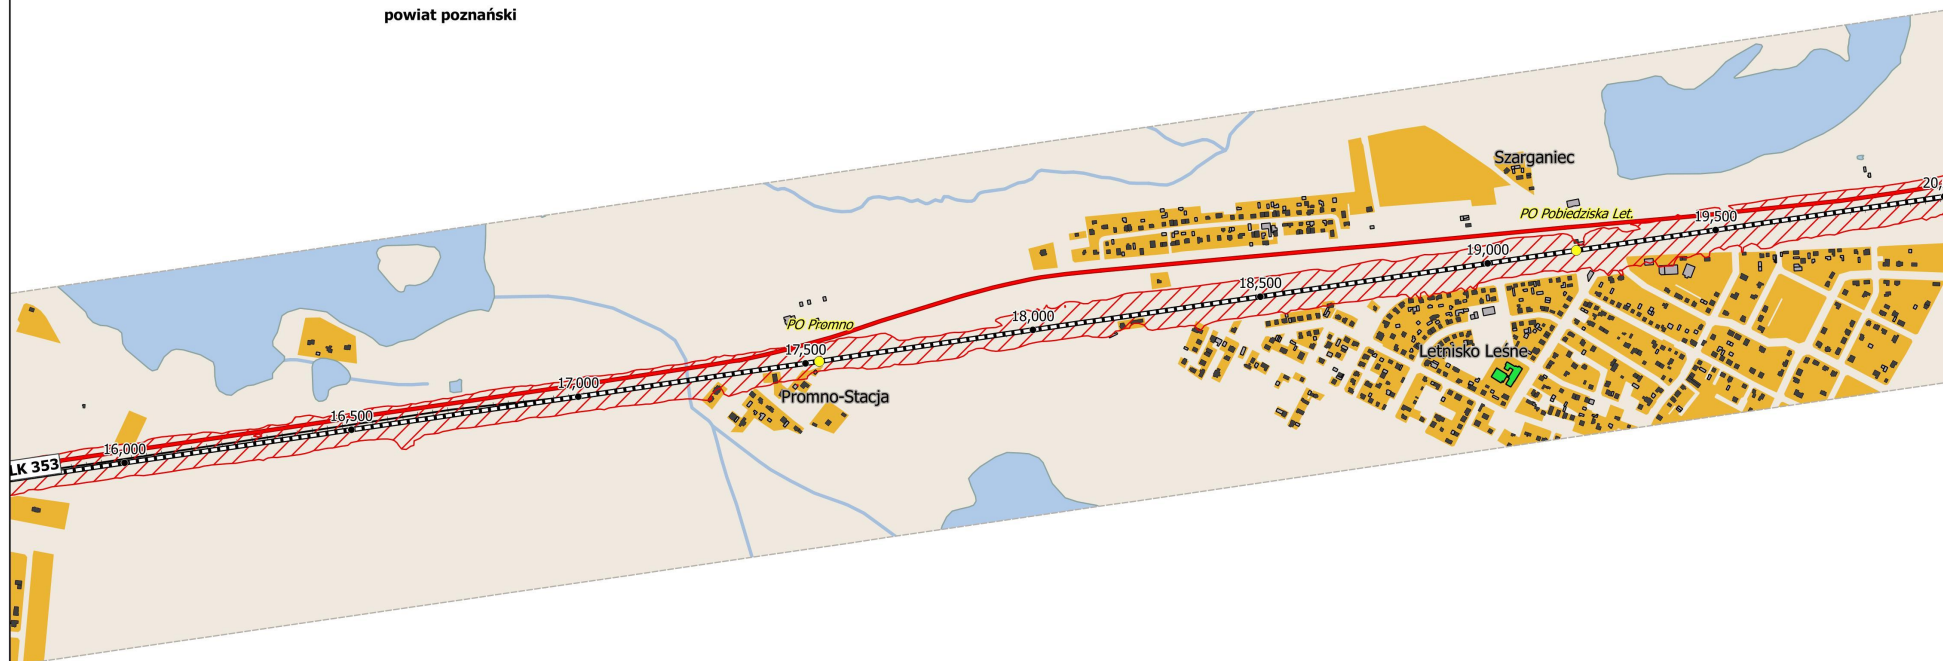 powiat poznański
Szarganiec
20,
PO Pobiedziska Let.
19,500
19,000
18,500
18,000
PO Promno
17,500
Letnisko Leśne
17,000
Promno-Stacja
16,500
16,000
LK 353